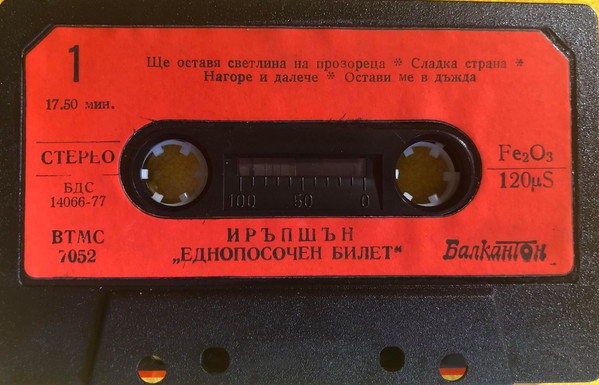 1
Ще оставя светлина на прозореца * Сладка страна *
Нагоре и далече * Остави ме в дъжда
17.50 мин.
СТЕРЕО
БДС
14066-77
ВТМС
7052
Fe₂O₃
120µS
100 50 0
ИРЪПШЪН
„ЕДНОПОСОЧЕН БИЛЕТ“
Балкантон